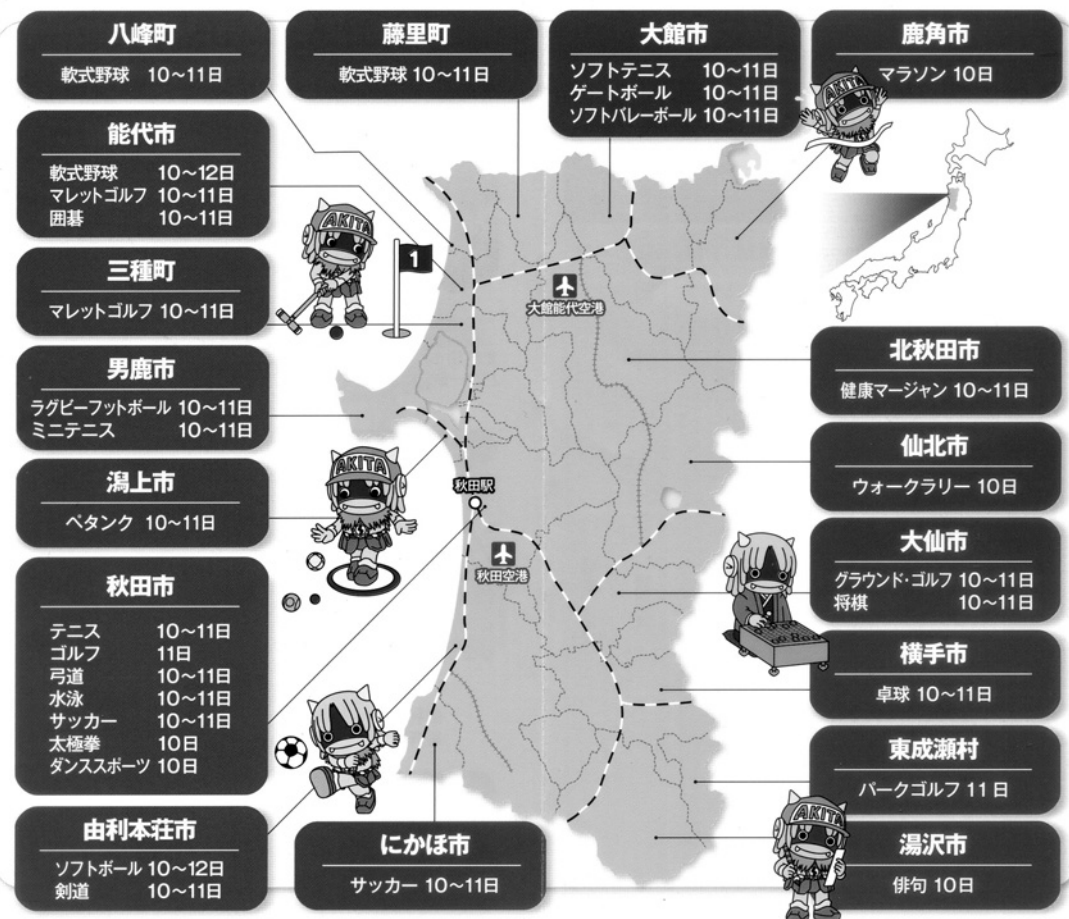 八峰町
軟式野球 10～11日
藤里町
軟式野球 10～11日
大館市
ソフトテニス 10～11日
ゲートボール 10～11日
ソフトバレーボール 10～11日
鹿角市
マラソン 10日
能代市
軟式野球 10～12日
マレットゴルフ 10～11日
囲碁 10～11日
三種町
マレットゴルフ 10～11日
男鹿市
ラグビーフットボール 10～11日
ミニテニス 10～11日
潟上市
ペタンク 10～11日
秋田市
テニス 10～11日
ゴルフ 11日
弓道 10～11日
水泳 10～11日
サッカー 10～11日
太極拳 10日
ダンススポーツ 10日
由利本荘市
ソフトボール 10～12日
剣道 10～11日
にかほ市
サッカー 10～11日
AKITA
1
AKITA
AKITA
大館能代空港
秋田駅
秋田空港
北秋田市
健康マージャン 10～11日
仙北市
ウォークラリー 10日
大仙市
グラウンド・ゴルフ 10～11日
将棋 10～11日
横手市
卓球 10～11日
東成瀬村
パークゴルフ 11日
湯沢市
俳句 10日
AKITA